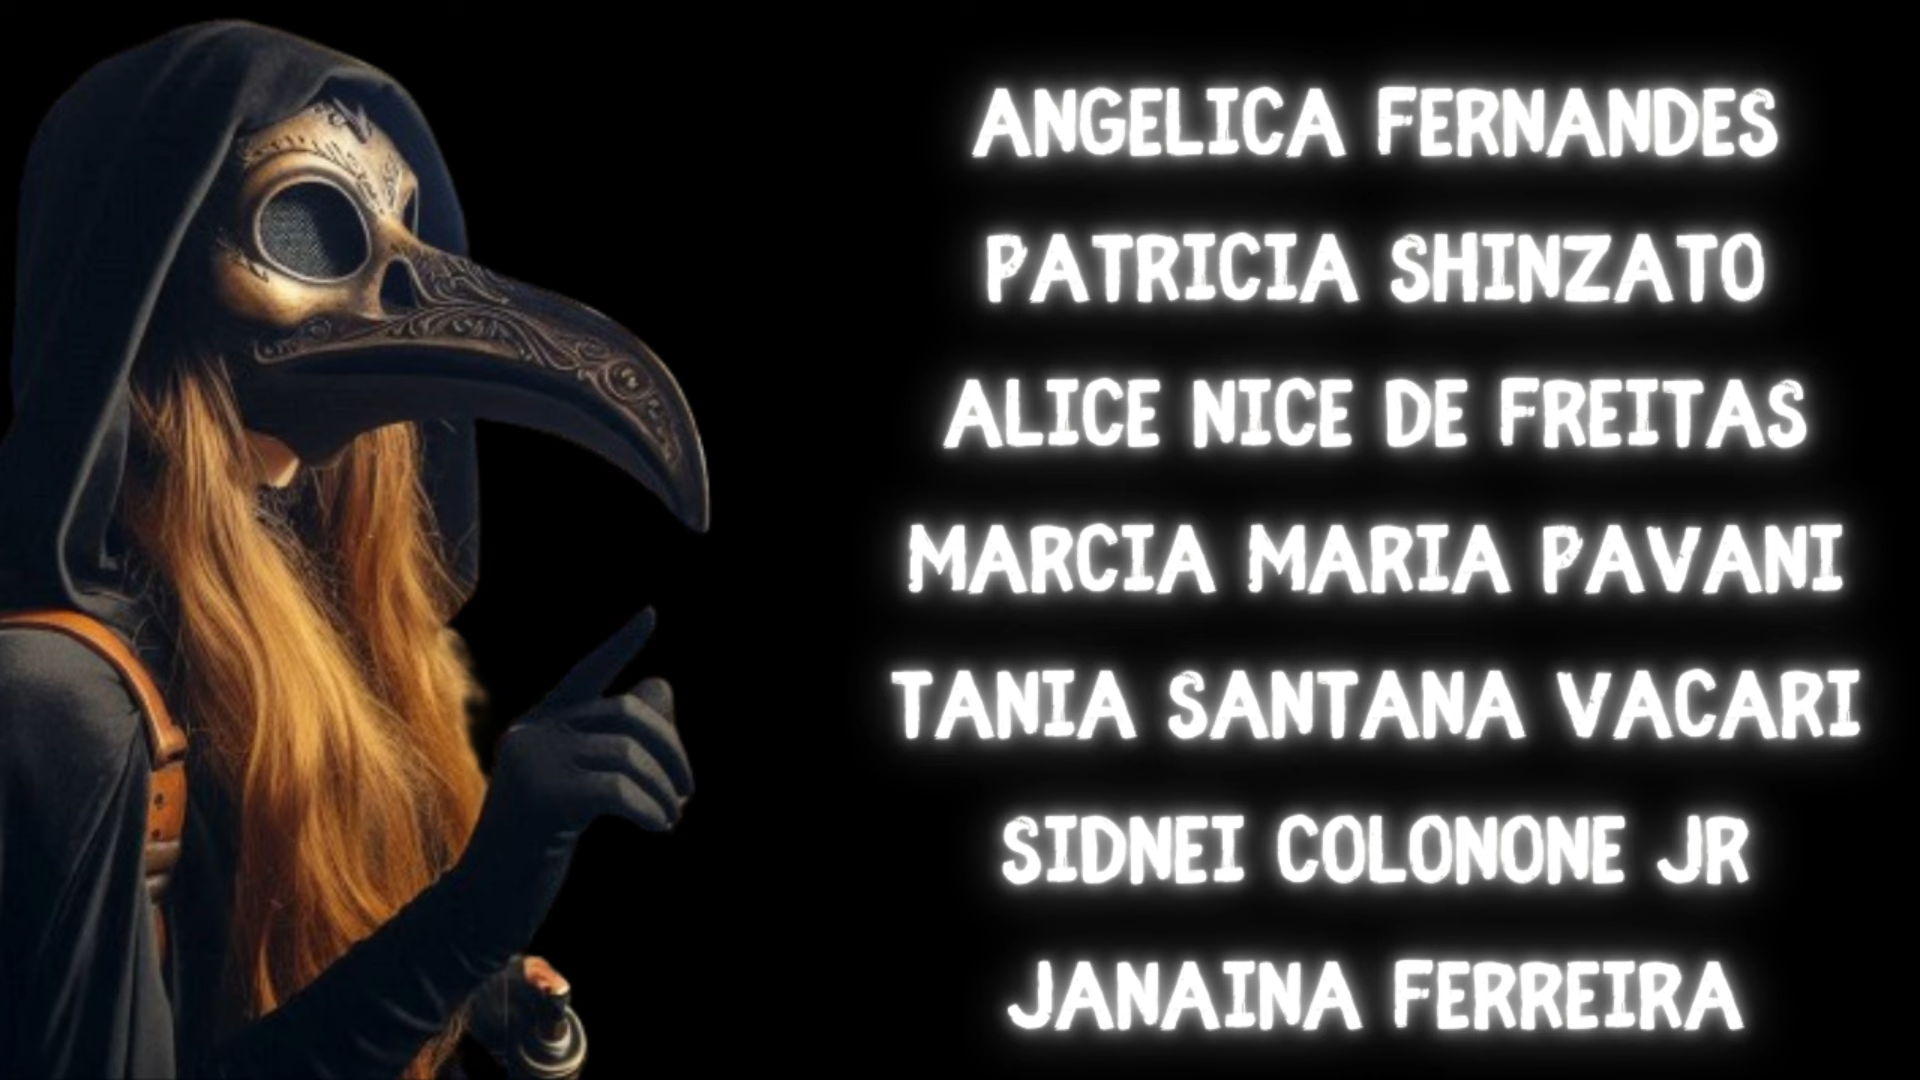 ANGELICA FERNANDES
PATRICIA SHINZATO
ALICE NICE DE FREITAS
MARCIA MARIA PAVANI
TANIA SANTANA VACARI
SIDNEI COLONONE JR
JANAINA FERREIRA